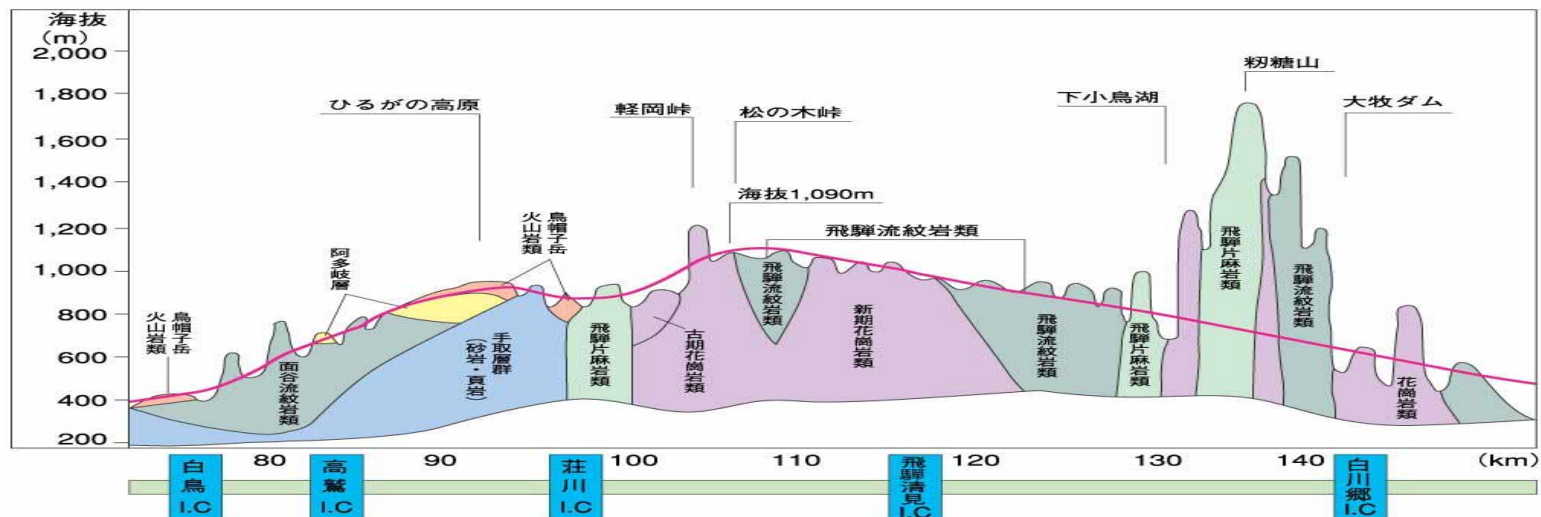 海抜
(m)
2,000
1,800
1,600
1,400
1,200
1,000
800
600
400
200
ひるがの高原
軽岡峠
松の木峠
下小鳥湖
籾糠山
大牧ダム
海抜1,090m
飛騨流紋岩類
烏帽子岳
火山岩類
阿多岐層
烏帽子岳
火山岩類
面谷流紋岩類
手取層群
(砂岩・頁岩)
飛騨片麻岩類
古期花崗岩類
飛騨流紋岩類
新期花崗岩類
飛騨流紋岩類
飛騨片麻岩類
飛騨片麻岩類
飛騨流紋岩類
花崗岩類
80
90
100
110
120
130
140
(km)
白鳥I.C
高鷲I.C
荘川I.C
飛騨清見I.C
白川郷I.C